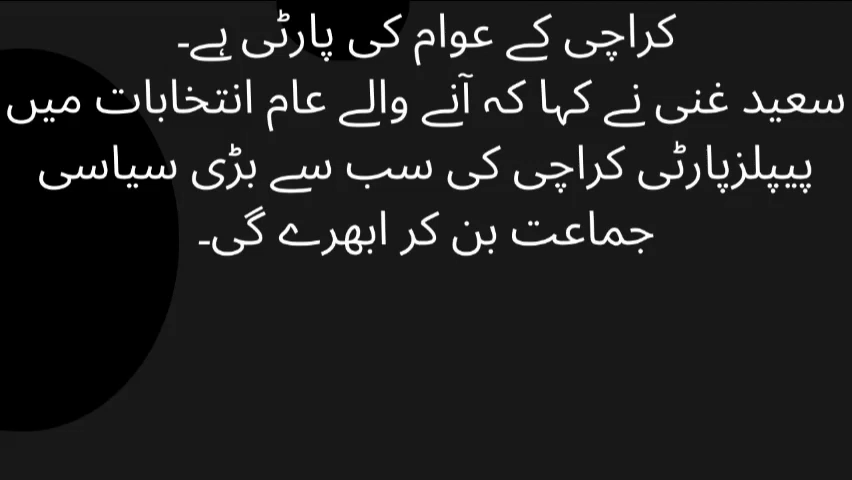 کراچی کے عوام کی پارٹی ہے۔
سعید غنی نے کہا کہ آنے والے عام انتخابات میں
پیپلزپارٹی کراچی کی سب سے بڑی سیاسی
جماعت بن کر ابھرے گی۔